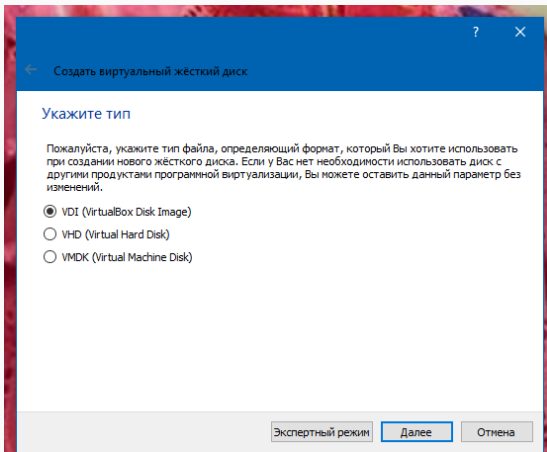 ?
Создать виртуальный жёсткий диск
Укажите тип
Пожалуйста, укажите тип файла, определяющий формат, который Вы хотите использовать
при создании нового жёсткого диска. Если у Вас нет необходимости использовать диск с
другими продуктами программной виртуализации, Вы можете оставить данный параметр без
изменений.
VDI (VirtualBox Disk Image)
VHD (Virtual Hard Disk)
VMDK (Virtual Machine Disk)
Экспертный режим Далее Отмена